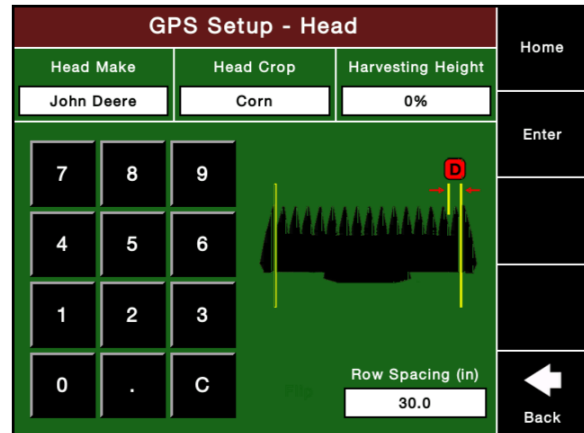 GPS Setup - Head
Home
Head Make
Head Crop
Harvesting Height
John Deere
Corn
0%
Enter
D
7
8
9
4
5
6
1
2
3
0
.
C
Flip
Row Spacing (in)
30.0
Back